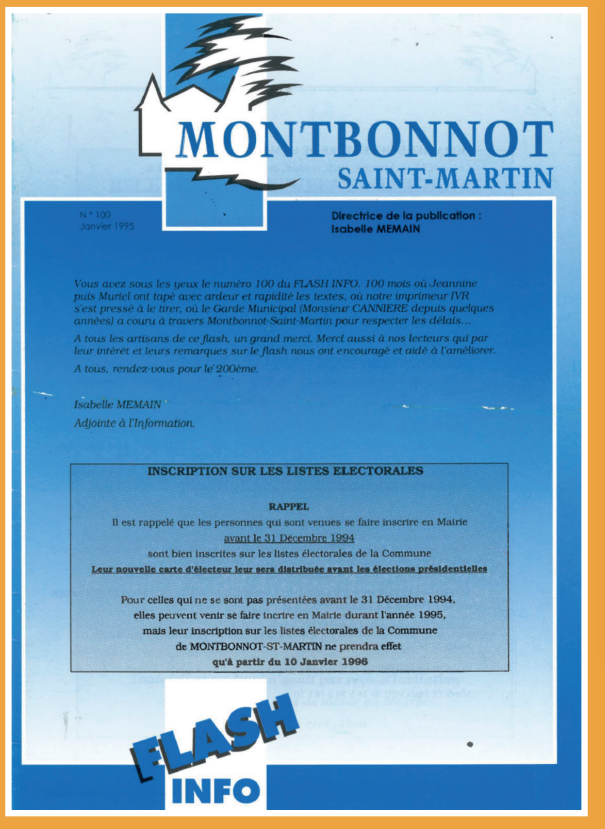 MONTBONNOT
SAINT-MARTIN
N° 100
Janvier 1995
Directrice de la publication :
Isabelle MEMAIN
Vous avez sous les yeux le numéro 100 du FLASH INFO. 100 mois où Jeannine
puis Muriel ont tapé avec ardeur et rapidité les textes, où notre imprimeur IVR
s'est pressé à le tirer, où le Garde Municipal (Monsieur CANNIERE depuis quelques
années) a couru à travers Montbonnot-Saint-Martin pour respecter les délais...
A tous les artisans de ce flash, un grand merci. Merci aussi à nos lecteurs qui par
leur intérêt et leurs remarques sur le flash nous ont encouragé et aidé à l'améliorer.
A tous, rendez-vous pour le 200ème.
Isabelle MEMAIN
Adjointe à l'Information.
INSCRIPTION SUR LES LISTES ELECTORALES
RAPPEL
Il est rappelé que les personnes qui sont venues se faire inscrire en Mairie
avant le 31 Décembre 1994
sont bien inscrites sur les listes électorales de la Commune
Leur nouvelle carte d'électeur leur sera distribuée avant les élections présidentielles
Pour celles qui ne se sont pas présentées avant le 31 Décembre 1994,
elles peuvent venir se faire incrire en Mairie durant l'année 1995,
mais leur inscription sur les listes électorales de la Commune
de MONTBONNOT-ST-MARTIN ne prendra effet
qu'à partir du 10 Janvier 1996
FLASH
INFO